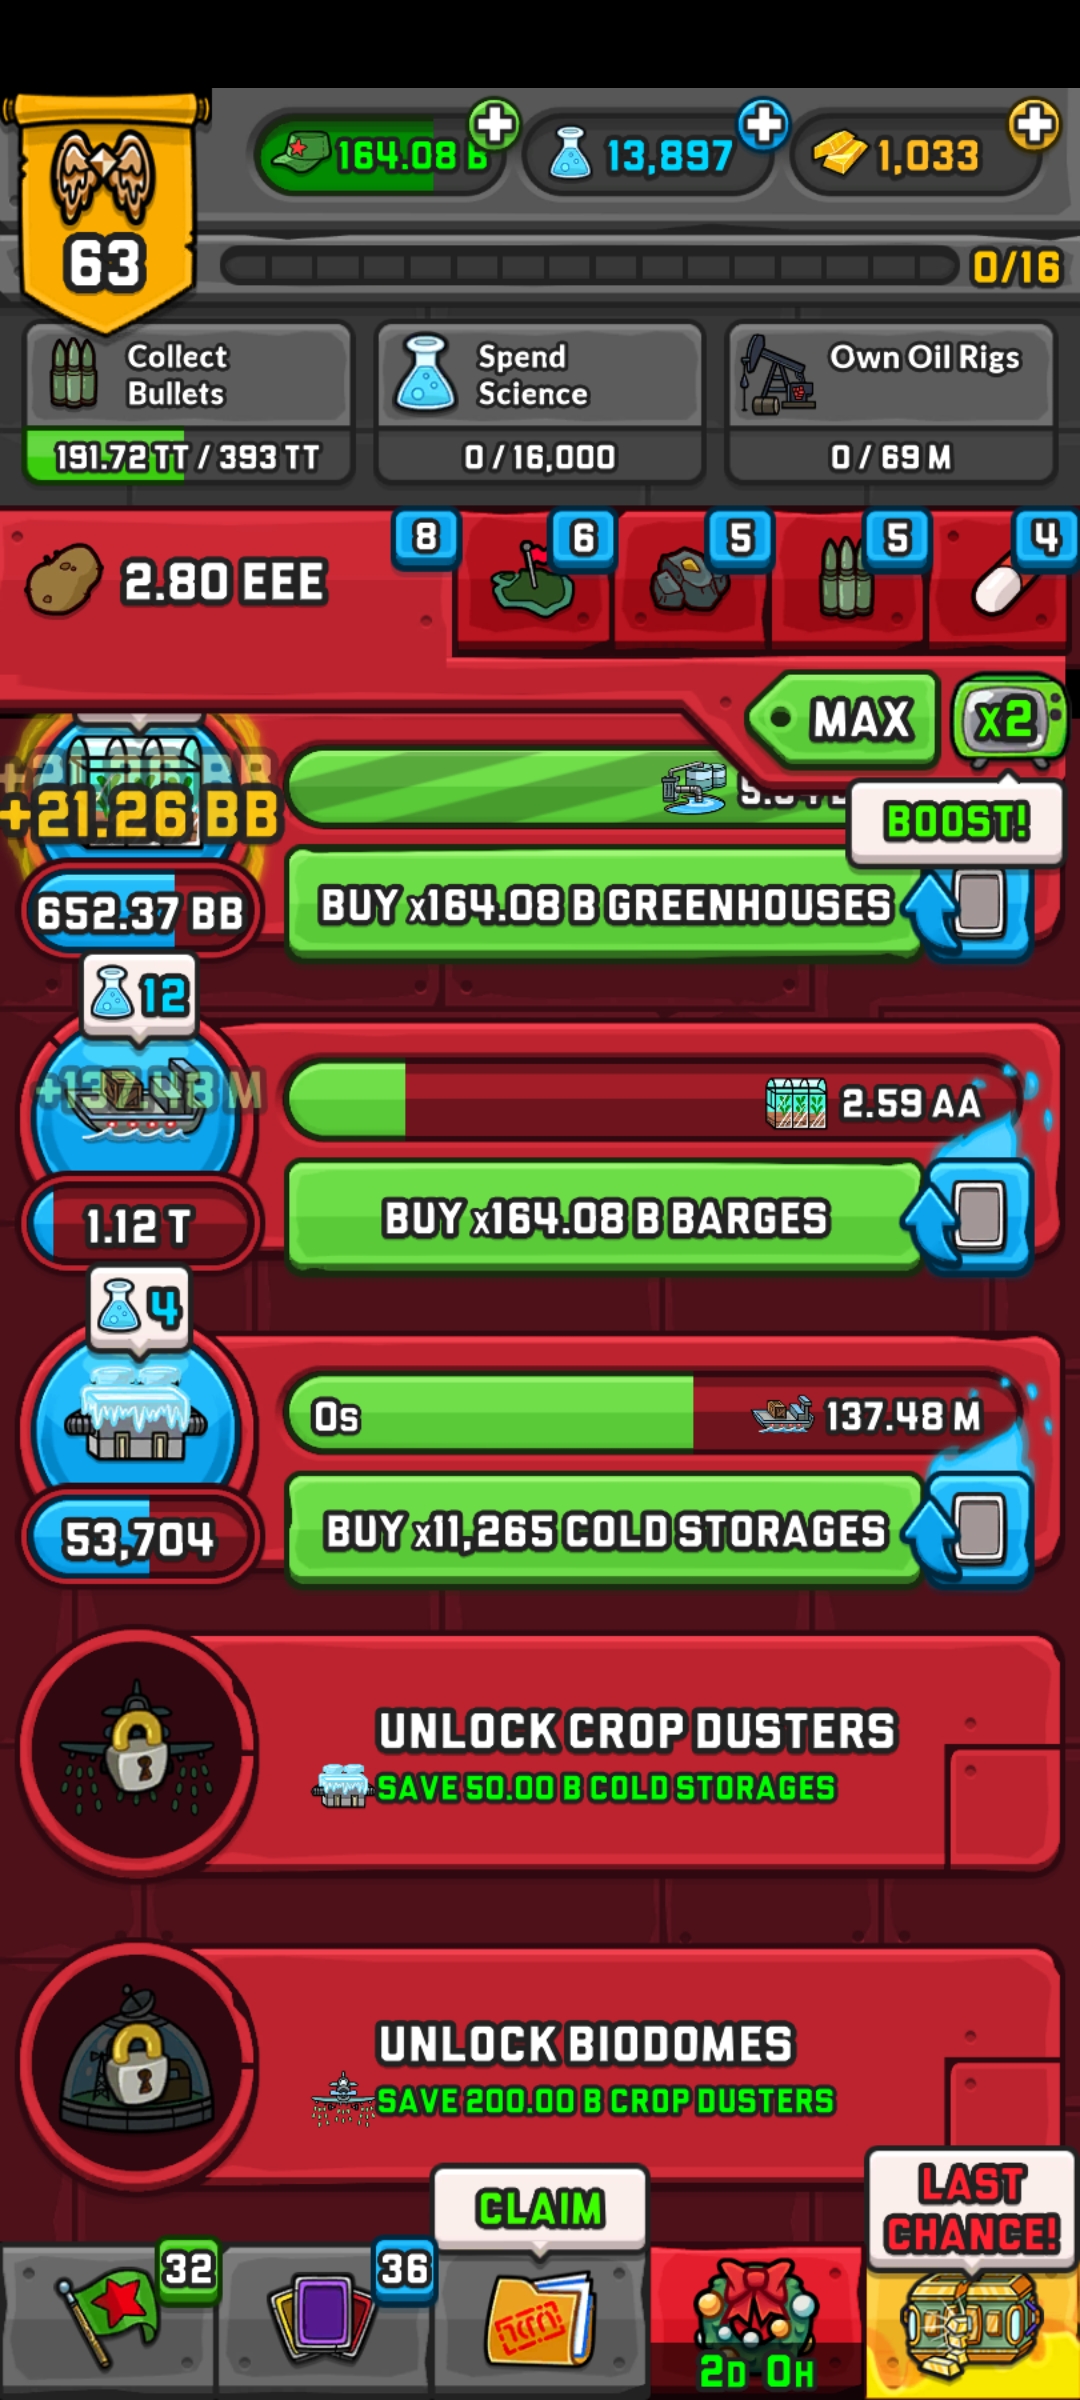 63
164.08 B
13,897
1,033
0/16
Collect
Bullets
191.72 TT / 393 TT
Spend
Science
0 / 16,000
Own Oil Rigs
0 / 69 M
2.80 EEE
8
6
5
5
4
MAX
x2
BOOST!
+21.26 BB
652.37 BB
BUY x164.08 B GREENHOUSES
12
+137.48 M
2.59 AA
1.12 T
BUY x164.08 B BARGES
4
0s
137.48 M
53,704
BUY x11,265 COLD STORAGES
UNLOCK CROP DUSTERS
SAVE 50.00 B COLD STORAGES
UNLOCK BIODOMES
SAVE 200.00 B CROP DUSTERS
CLAIM
LAST
CHANCE!
32
36
2D 0H